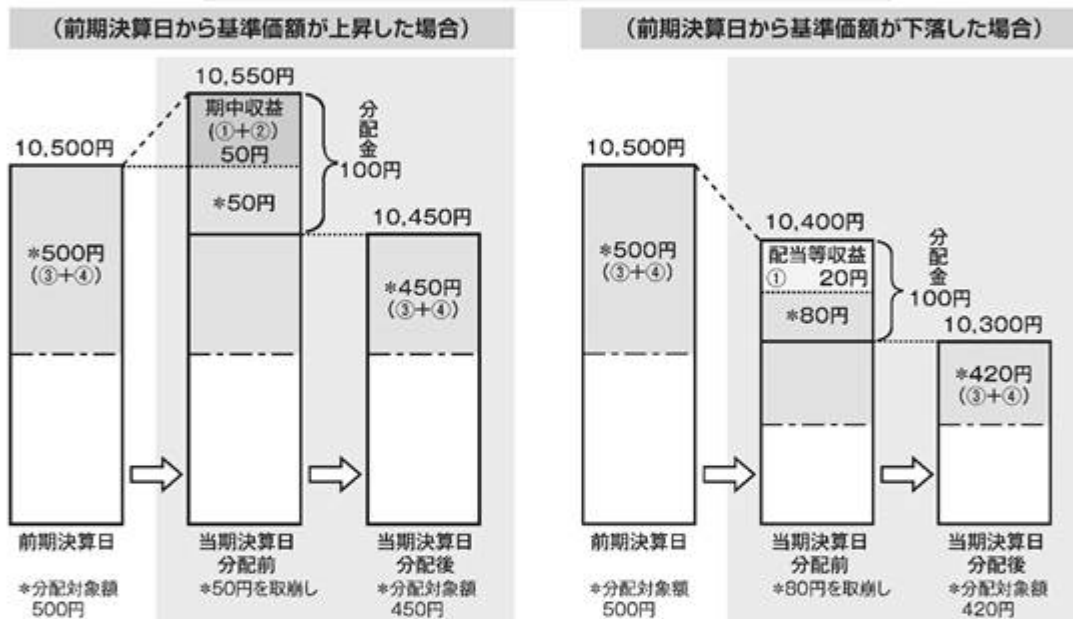 (前期決算日から基準価額が上昇した場合)
10,550円
期中収益
(①+②)
50円
*50円
分配金
100円
10,500円
*500円
(③+④)
10,450円
*450円
(③+④)
前期決算日
*分配対象額
500円
当期決算日
分配前
*50円を取崩し
当期決算日
分配後
*分配対象額
450円
(前期決算日から基準価額が下落した場合)
10,500円
*500円
(③+④)
10,400円
配当等収益
① 20円
*80円
分配金
100円
10,300円
*420円
(③+④)
前期決算日
*分配対象額
500円
当期決算日
分配前
*80円を取崩し
当期決算日
分配後
*分配対象額
420円